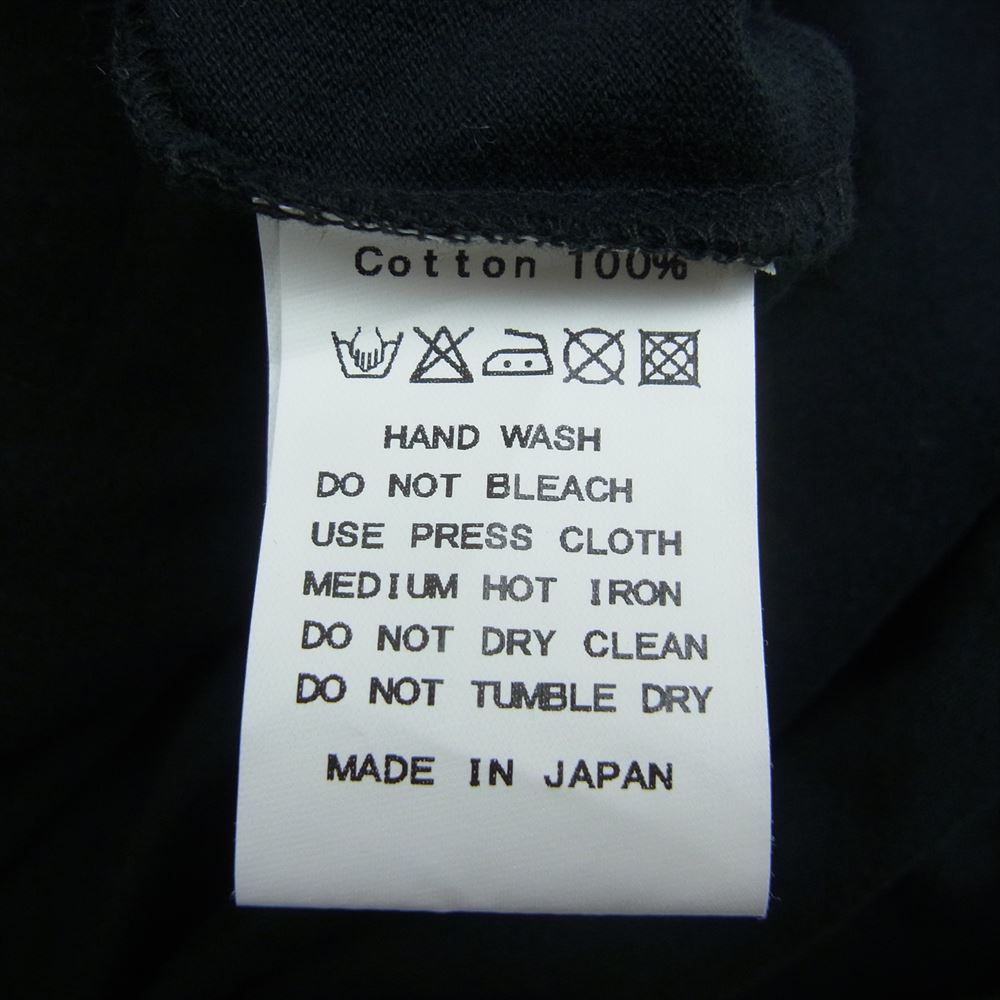 Cotton 100%
HAND WASH
DO NOT BLEACH
USE PRESS CLOTH
MEDIUM HOT IRON
DO NOT DRY CLEAN
DO NOT TUMBLE DRY
MADE IN JAPAN